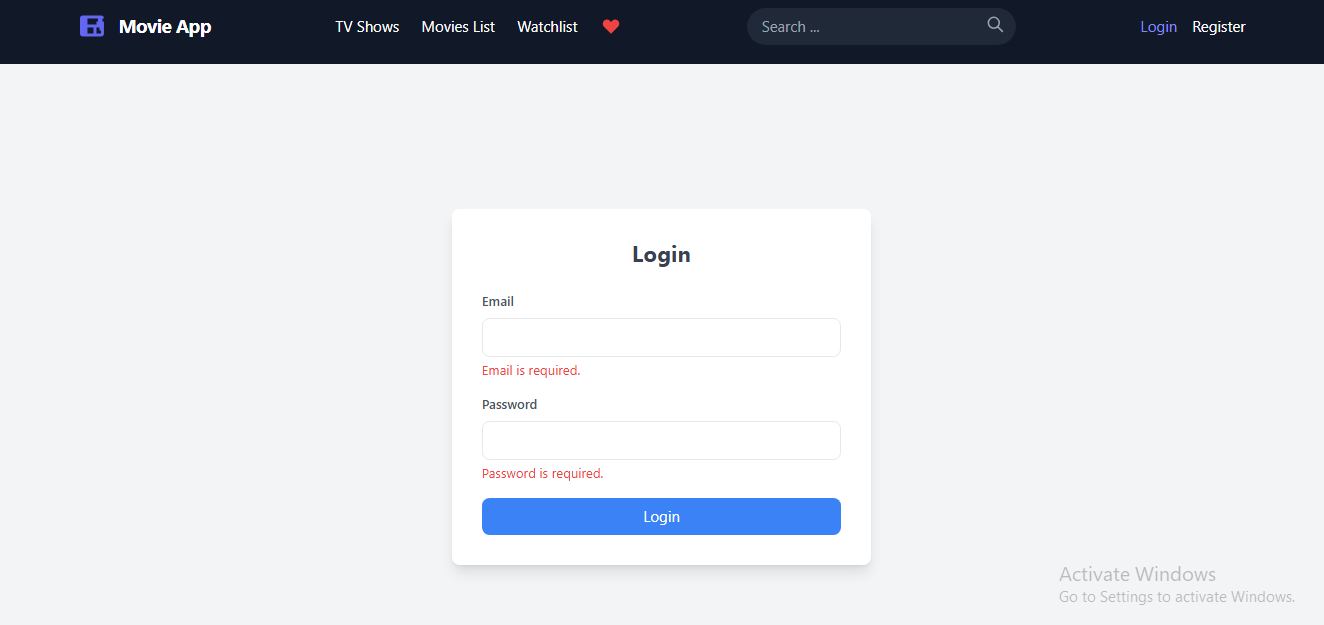 Movie App
TV Shows Movies List Watchlist
Search ...
Login Register
Login
Email
Email is required.
Password
Password is required.
Login
Activate Windows
Go to Settings to activate Windows.